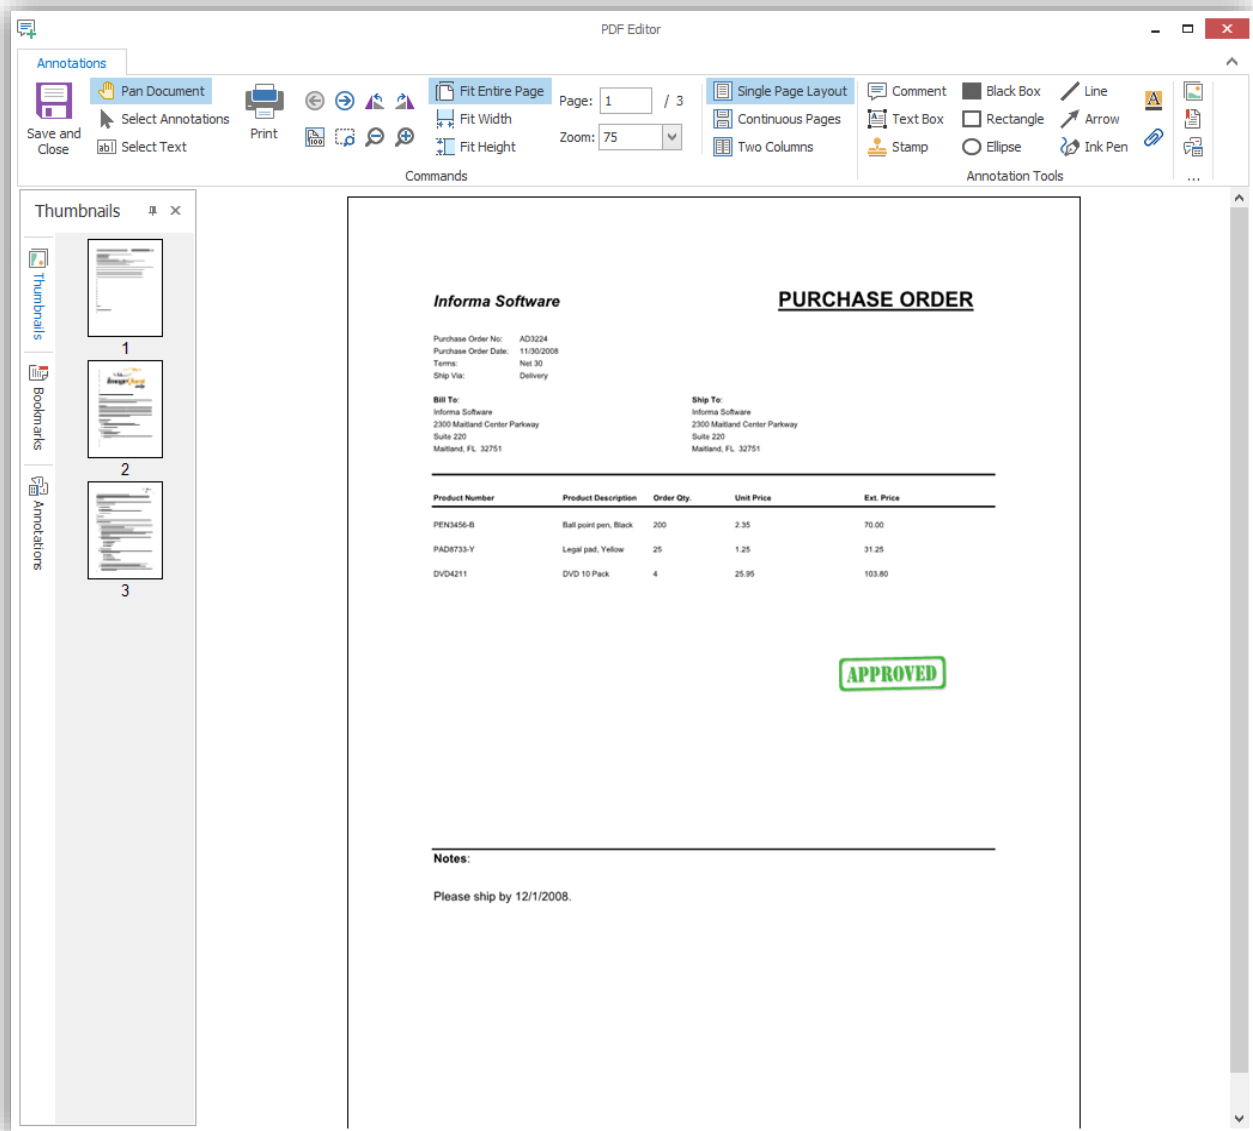 PDF Editor
Annotations
Save and Close
Pan Document
Select Annotations
Select Text
Print
Fit Entire Page
Fit Width
Fit Height
Page: 1 / 3
Zoom: 75
Single Page Layout
Continuous Pages
Two Columns
Commands
Comment
Text Box
Stamp
Black Box
Rectangle
Ellipse
Line
Arrow
Ink Pen
Annotation Tools
...
Thumbnails
Thumbnails
Bookmarks
Annotations
1
2
3
Informa Software PURCHASE ORDER
Purchase Order No: AD3224
Purchase Order Date: 11/30/2008
Terms: Net 30
Ship Via: Delivery
Bill To:
Informa Software
2300 Maitland Center Parkway
Suite 220
Maitland, FL 32751
Ship To:
Informa Software
2300 Maitland Center Parkway
Suite 220
Maitland, FL 32751
Product Number Product Description Order Qty. Unit Price Ext. Price
PEN3456-B Ball point pen, Black 200 2.35 70.00
PAD8733-Y Legal pad, Yellow 25 1.25 31.25
DVD4211 DVD 10 Pack 4 25.95 103.80
APPROVED
Notes:
Please ship by 12/1/2008.